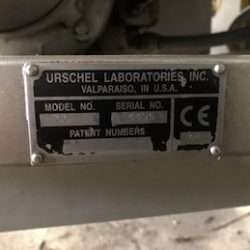 URSCHEL LABORATORIES, INC.
VALPARAISO, IN U.S.A.
MODEL NO. SERIAL NO.
CE
PATENT NUMBERS